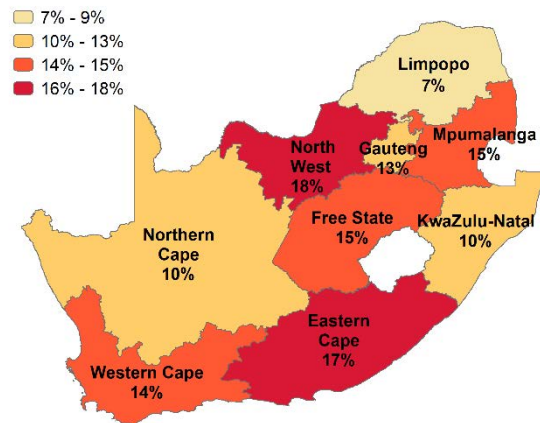 7% - 9%
10% - 13%
14% - 15%
16% - 18%
Limpopo
7%
Mpumalanga
15%
Gauteng
13%
North
West
18%
Free State
15%
KwaZulu-Natal
10%
Northern
Cape
10%
Eastern
Cape
17%
Western Cape
14%